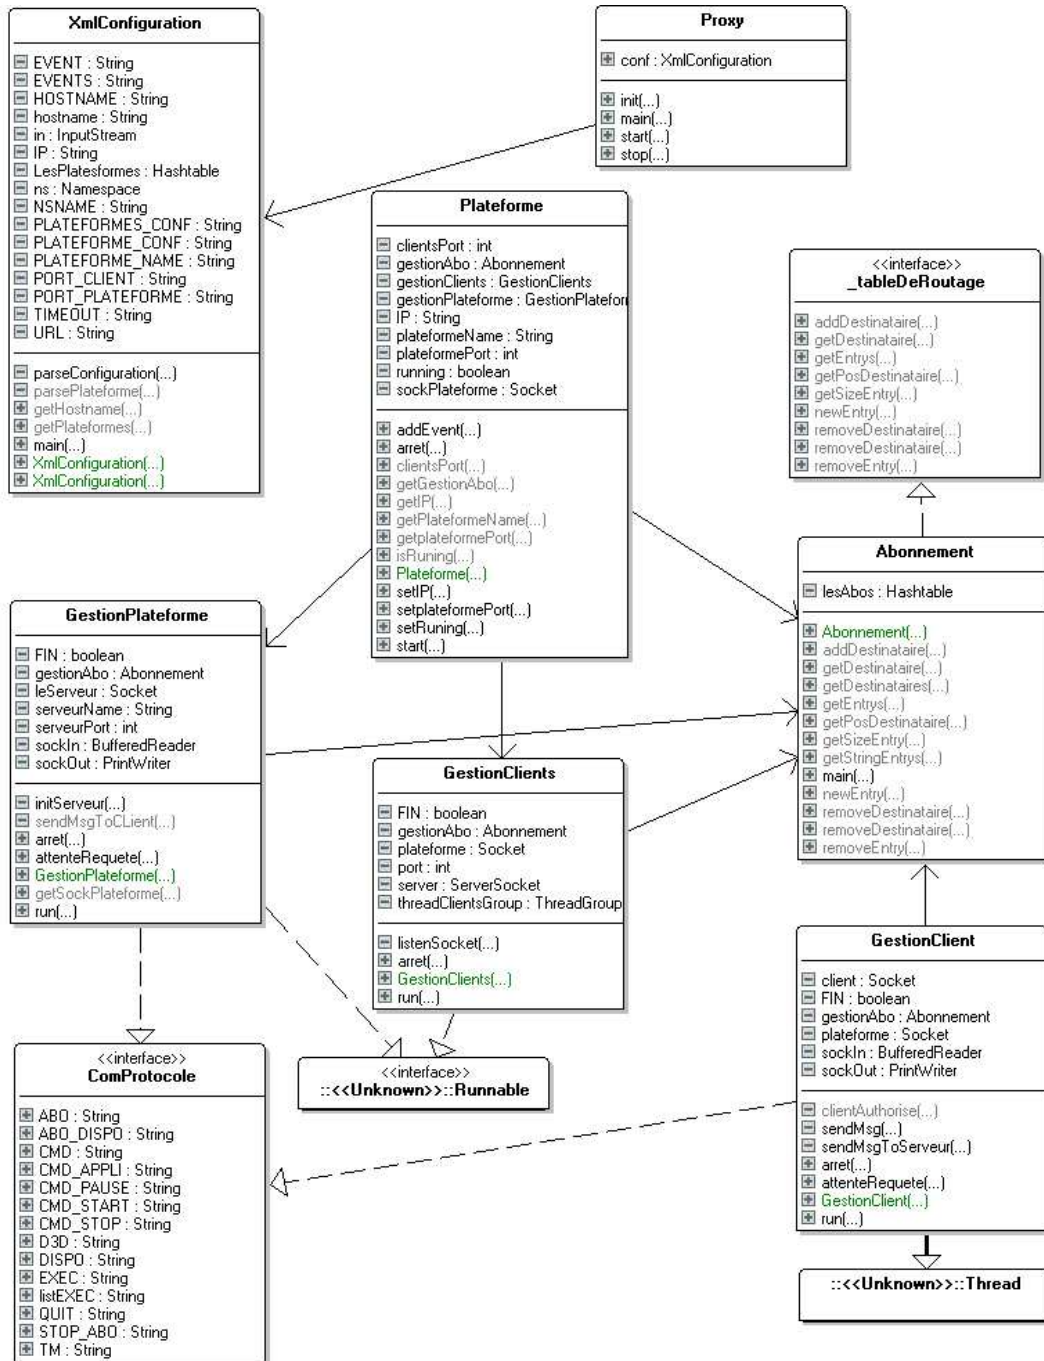 XmlConfiguration
EVENT : String
EVENTS : String
HOSTNAME : String
hostname : String
in : InputStream
IP : String
LesPlatesformes : Hashtable
ns : Namespace
NSNAME : String
PLATEFORMES_CONF : String
PLATEFORME_CONF : String
PLATEFORME_NAME : String
PORT_CLIENT : String
PORT_PLATEFORME : String
TIMEOUT : String
URL : String
parseConfiguration(...)
parsePlateforme(...)
getHostname(...)
getPlateformes(...)
main(...)
XmlConfiguration(...)
XmlConfiguration(...)
Proxy
conf : XmlConfiguration
init(...)
main(...)
start(...)
stop(...)
Plateforme
clientsPort : int
gestionAbo : Abonnement
gestionClients : GestionClients
gestionPlateforme : GestionPlatefor
IP : String
plateformeName : String
plateformePort : int
running : boolean
sockPlateforme : Socket
addEvent(...)
arret(...)
clientsPort(...)
getGestionAbo(...)
getIP(...)
getPlateformeName(...)
getplateformePort(...)
isRuning(...)
Plateforme(...)
setIP(...)
setplateformePort(...)
setRuning(...)
start(...)
<<interface>>
_tableDeRoutage
addDestinataire(...)
getDestinataire(...)
getEntrys(...)
getPosDestinataire(...)
getSizeEntry(...)
newEntry(...)
removeDestinataire(...)
removeDestinataire(...)
removeEntry(...)
Abonnement
lesAbos : Hashtable
Abonnement(...)
addDestinataire(...)
getDestinataire(...)
getDestinataires(...)
getEntrys(...)
getPosDestinataire(...)
getSizeEntry(...)
getStringEntrys(...)
main(...)
newEntry(...)
removeDestinataire(...)
removeDestinataire(...)
removeEntry(...)
GestionPlateforme
FIN : boolean
gestionAbo : Abonnement
leServeur : Socket
serveurName : String
serveurPort : int
sockIn : BufferedReader
sockOut : PrintWriter
initServeur(...)
sendMsgToCLient(...)
arret(...)
attenteRequete(...)
GestionPlateforme(...)
getSockPlateforme(...)
run(...)
GestionClients
FIN : boolean
gestionAbo : Abonnement
plateforme : Socket
port : int
server : ServerSocket
threadClientsGroup : ThreadGroup
listenSocket(...)
arret(...)
GestionClients(...)
run(...)
GestionClient
client : Socket
FIN : boolean
gestionAbo : Abonnement
plateforme : Socket
sockIn : BufferedReader
sockOut : PrintWriter
clientAuthorise(...)
sendMsg(...)
sendMsgToServeur(...)
arret(...)
attenteRequete(...)
GestionClient(...)
run(...)
<<interface>>
ComProtocole
ABO : String
ABO_DISPO : String
CMD : String
CMD_APPLI : String
CMD_PAUSE : String
CMD_START : String
CMD_STOP : String
D3D : String
DISPO : String
EXEC : String
listEXEC : String
QUIT : String
STOP_ABO : String
TM : String
<<interface>>
::<<Unknown>>::Runnable
::<<Unknown>>::Thread